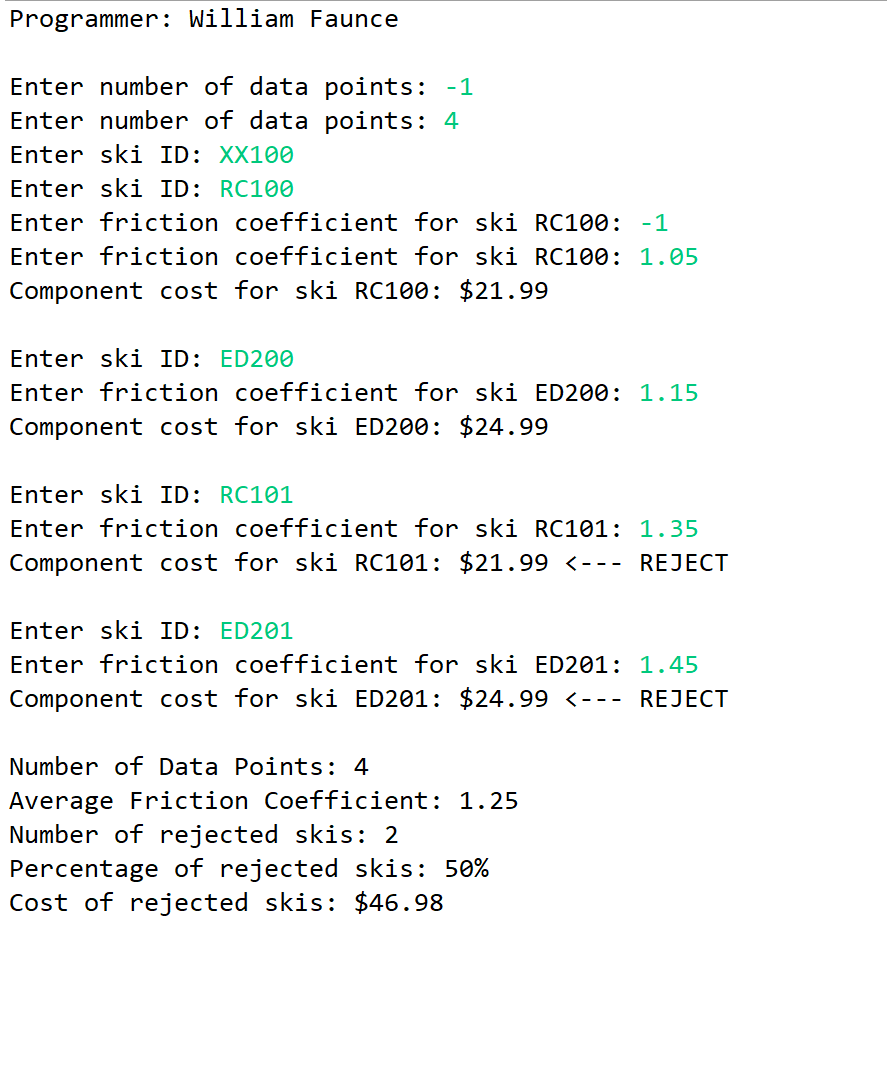 Programmer: William Faunce
Enter number of data points: -1
Enter number of data points: 4
Enter ski ID: XX100
Enter ski ID: RC100
Enter friction coefficient for ski RC100: -1
Enter friction coefficient for ski RC100: 1.05
Component cost for ski RC100: $21.99
Enter ski ID: ED200
Enter friction coefficient for ski ED200: 1.15
Component cost for ski ED200: $24.99
Enter ski ID: RC101
Enter friction coefficient for ski RC101: 1.35
Component cost for ski RC101: $21.99 <--- REJECT
Enter ski ID: ED201
Enter friction coefficient for ski ED201: 1.45
Component cost for ski ED201: $24.99 <--- REJECT
Number of Data Points: 4
Average Friction Coefficient: 1.25
Number of rejected skis: 2
Percentage of rejected skis: 50%
Cost of rejected skis: $46.98